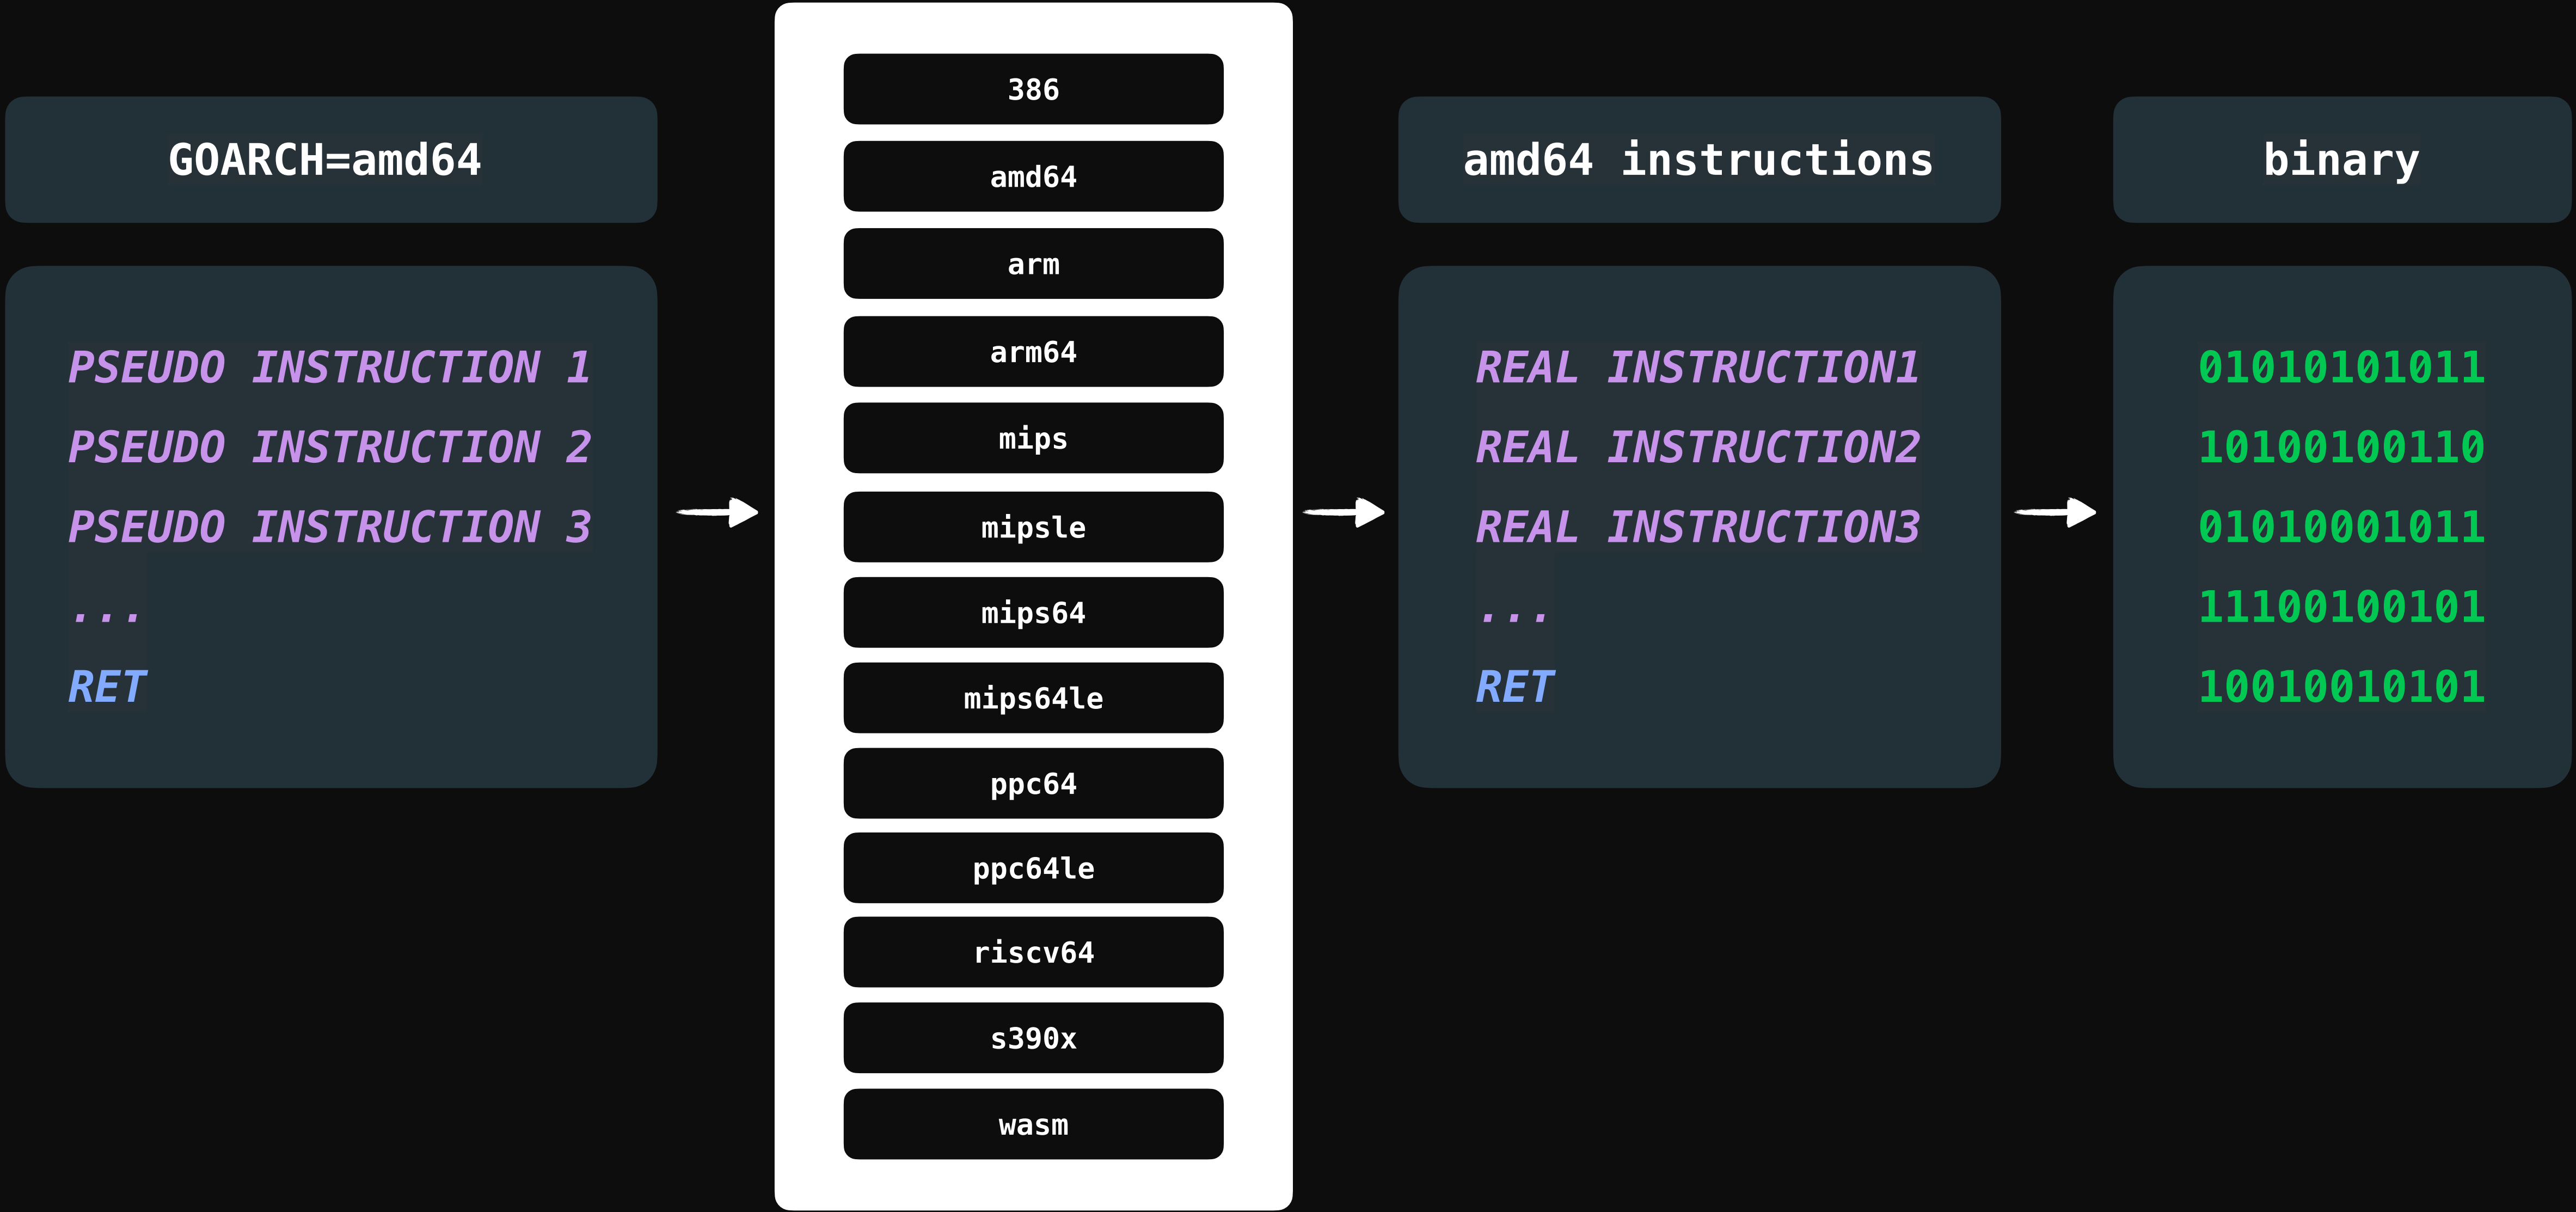 GOARCH=amd64
PSEUDO INSTRUCTION 1
PSEUDO INSTRUCTION 2
PSEUDO INSTRUCTION 3
...
RET
386
amd64
arm
arm64
mips
mipsle
mips64
mips64le
ppc64
ppc64le
riscv64
s390x
wasm
amd64 instructions
REAL INSTRUCTION1
REAL INSTRUCTION2
REAL INSTRUCTION3
...
RET
binary
01010101011
10100100110
01010001011
11100100101
10010010101